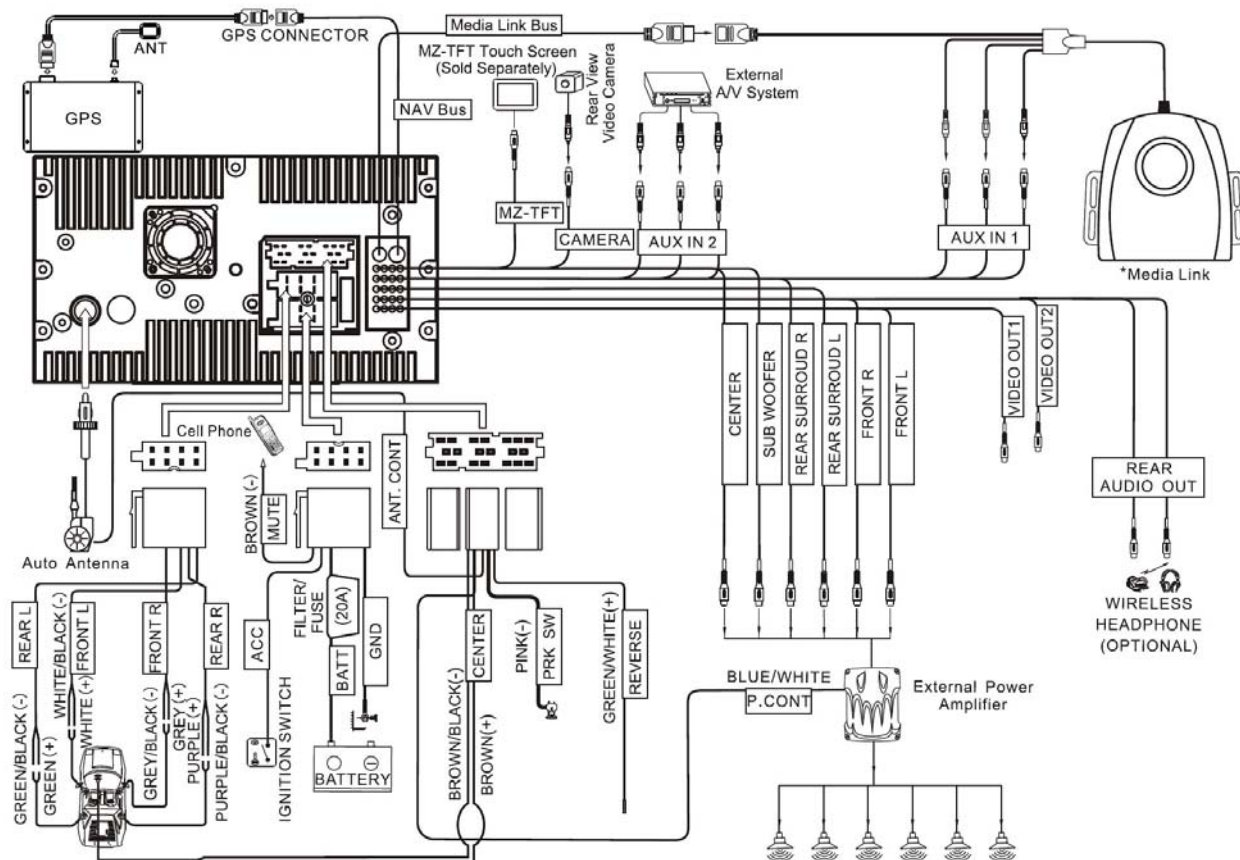 Media Link Bus
ANT
GPS CONNECTOR
MZ-TFT Touch Screen
(Sold Separately)
Rear View
Video Camera
External
A/V System
GPS
NAV Bus
MZ-TFT
CAMERA
AUX IN 2
AUX IN 1
*Media Link
CENTER
SUB WOOFER
REAR SURROUD R
REAR SURROUD L
FRONT R
FRONT L
VIDEO OUT1
VIDEO OUT2
Cell Phone
BROWN (-)
MUTE
ANT. CONT
REAR
AUDIO OUT
Auto Antenna
WIRELESS
HEADPHONE
(OPTIONAL)
REAR L
WHITE/BLACK(-)
FRONT L
WHITE (+)
FRONT R
REAR R
GREEN/BLACK(-)
GREEN (+)
GREY/BLACK(-)
GREY(+)
PURPLE(+)
PURPLE/BLACK(-)
ACC
IGNITION SWITCH
FILTER/
FUSE
(20A)
BATT
GND
BATTERY
CENTER
BROWN/BLACK(-)
BROWN(+)
PINK(-)
PRK SW
GREEN/WHITE(+)
REVERSE
BLUE/WHITE
P.CONT
External Power
Amplifier